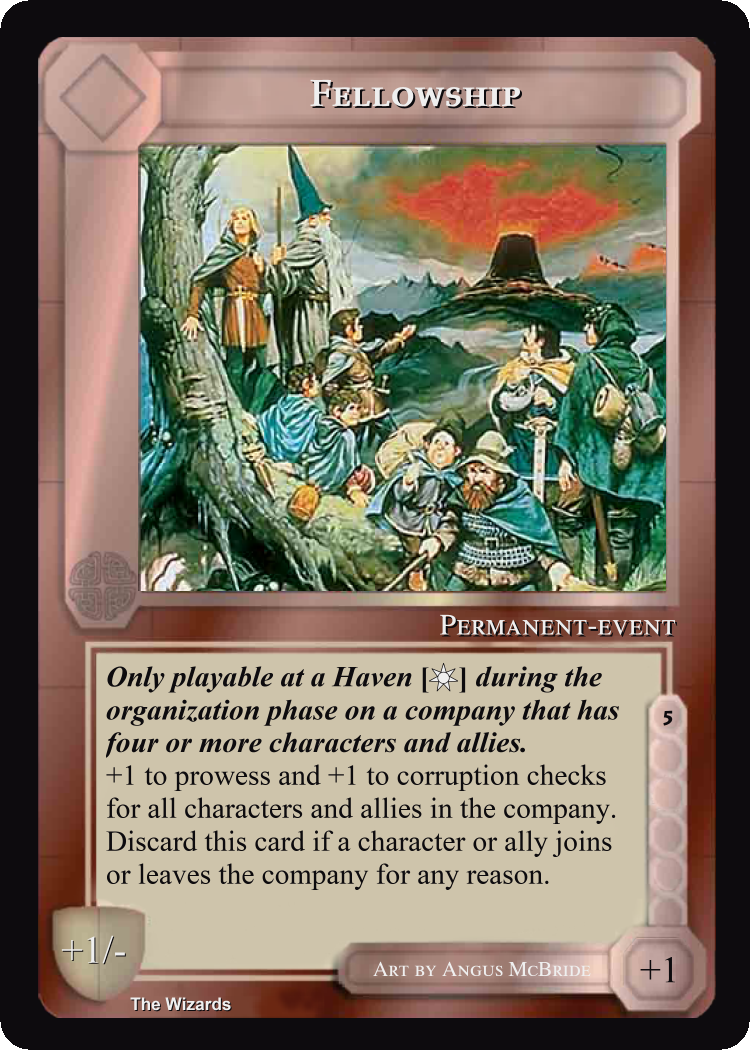 Fellowship
Permanent-event
Only playable at a Haven [☼] during the
organization phase on a company that has
four or more characters and allies.
+1 to prowess and +1 to corruption checks
for all characters and allies in the company.
Discard this card if a character or ally joins
or leaves the company for any reason.
5
+1/-
Art by Angus McBride
+1
The Wizards